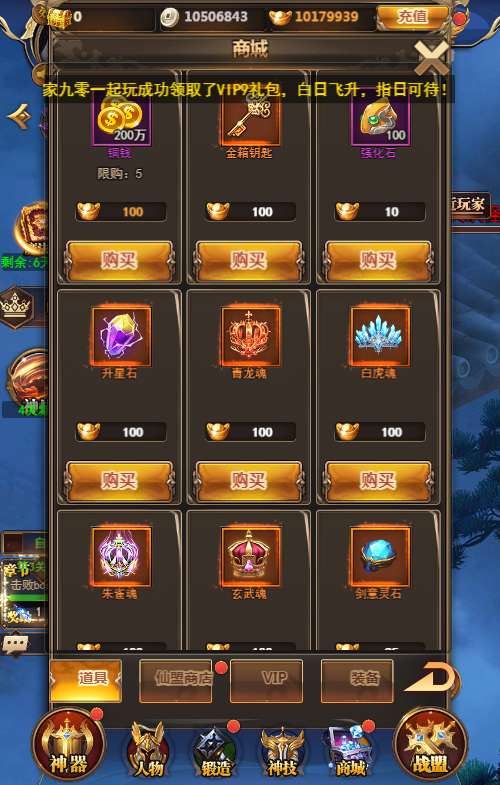 0
10506843
10179939
充值
商城
家九零一起玩成功领取了VIP9礼包，白日飞升，指日可待！
200万
100
铜钱
金箱钥匙
强化石
限购：5
100
100
10
购买
购买
购买
玩家
剩余:6
升星石
青龙魂
白虎魂
100
100
100
购买
购买
购买
朱雀魂
玄武魂
剑意灵石
章节
击败
1
道具
仙盟商店
VIP
装备
神器
人物
锻造
神技
商城
战盟